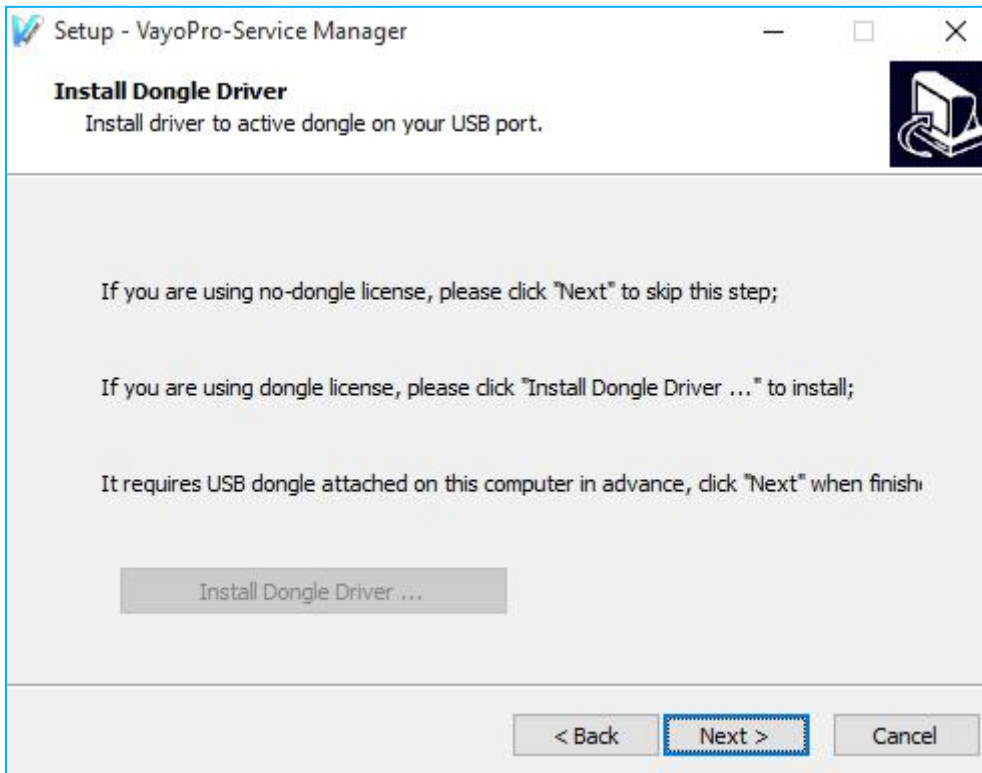 Setup - VayoPro-Service Manager
Install Dongle Driver
Install driver to active dongle on your USB port.
If you are using no-dongle license, please click "Next" to skip this step;
If you are using dongle license, please click "Install Dongle Driver ..." to install;
It requires USB dongle attached on this computer in advance, click "Next" when
Install Dongle Driver ...
< Back Next > Cancel